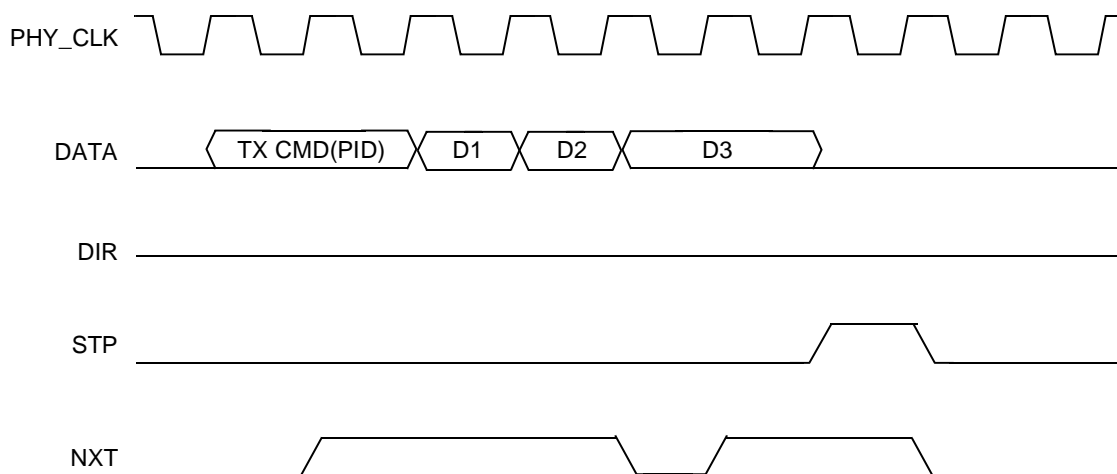 PHY_CLK
DATA
TX CMD(PID) D1 D2 D3
DIR
STP
NXT